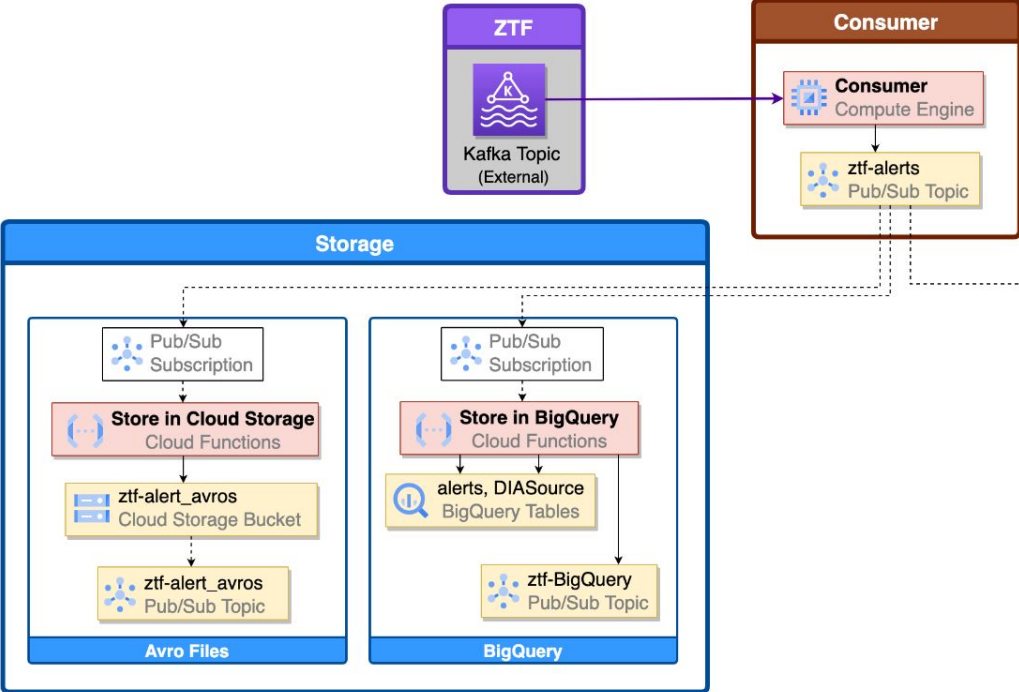 ZTF
K
Kafka Topic
(External)
Consumer
Consumer
Compute Engine
ztf-alerts
Pub/Sub Topic
Storage
Pub/Sub
Subscription
Store in Cloud Storage
Cloud Functions
ztf-alert_avros
Cloud Storage Bucket
ztf-alert_avros
Pub/Sub Topic
Avro Files
Pub/Sub
Subscription
Store in BigQuery
Cloud Functions
alerts, DIASource
BigQuery Tables
ztf-BigQuery
Pub/Sub Topic
BigQuery